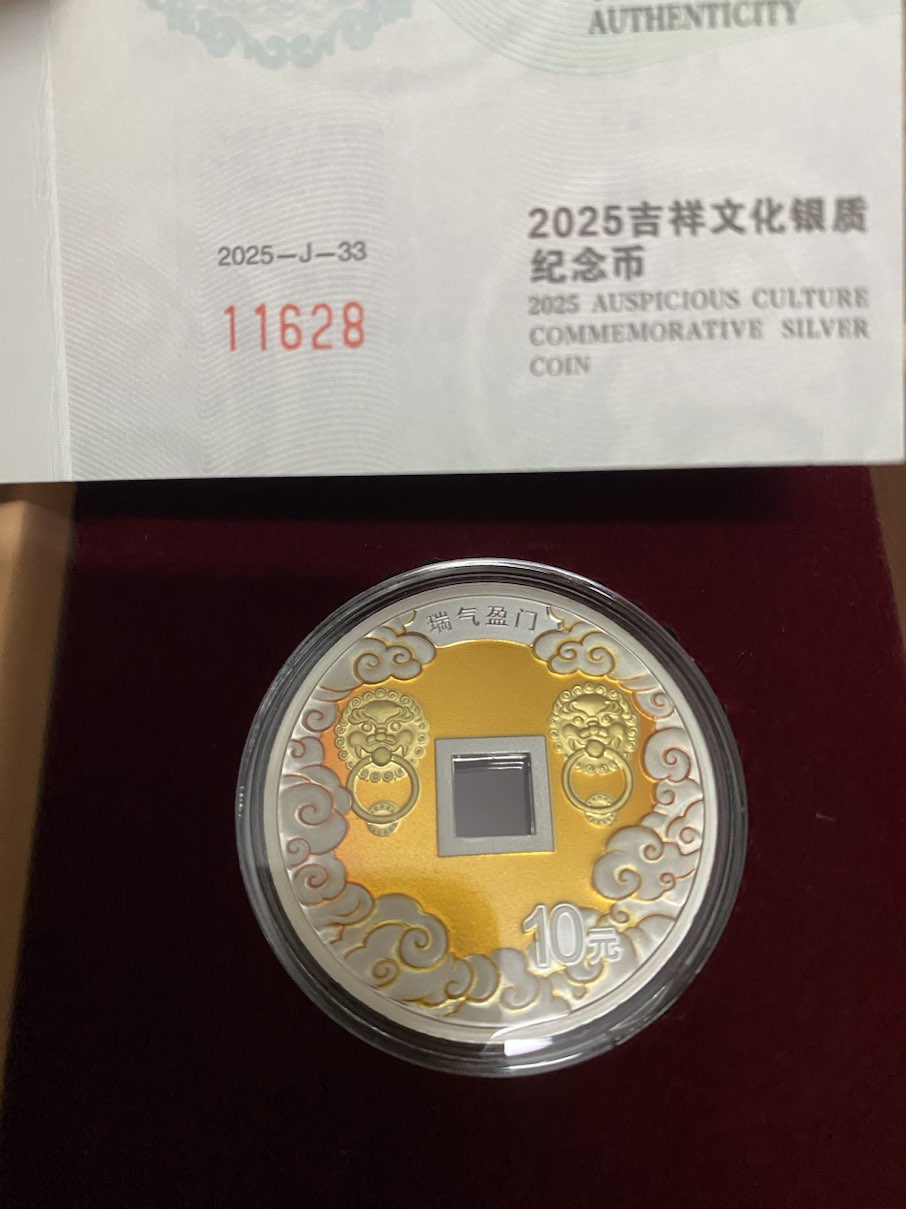 AUTHENTICITY
2025—J—33
11628
2025吉祥文化银质
纪念币
2025 AUSPICIOUS CULTURE
COMMEMORATIVE SILVER
COIN
瑞气盈门
10元